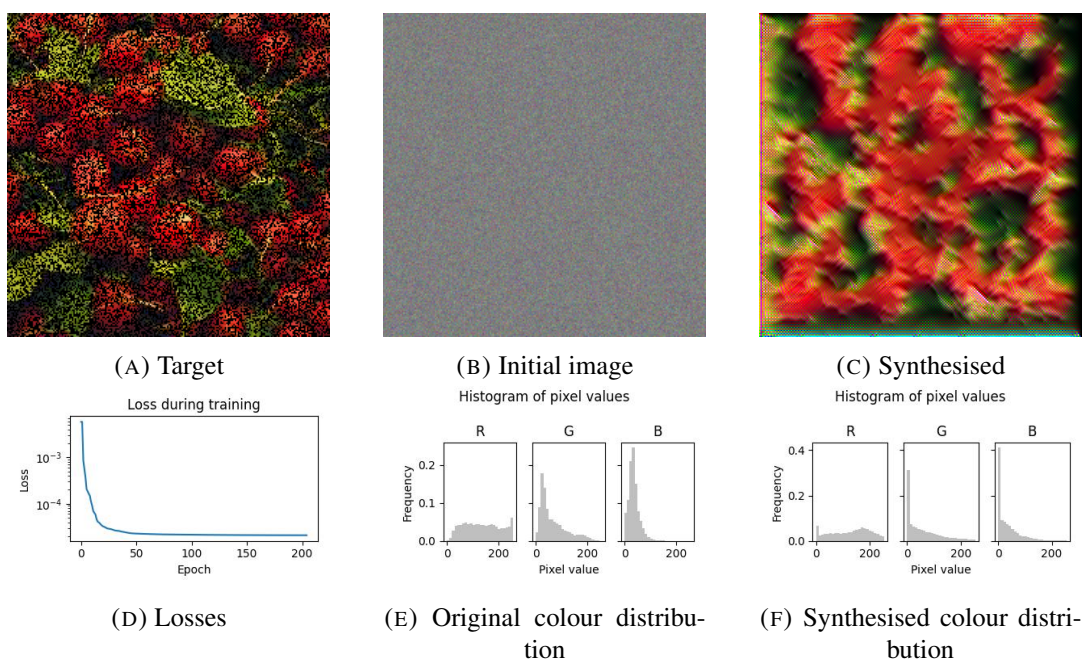 (A) Target
(B) Initial image
(C) Synthesised
Loss during training
Loss
10⁻³
10⁻⁴
0 50 100 150 200
Epoch
(D) Losses
Histogram of pixel values
R G B
Frequency
0.2
0.1
0.0
0 200 0 200 0 200
Pixel value
(E) Original colour distribu-
tion
Histogram of pixel values
R G B
Frequency
0.4
0.2
0.0
0 200 0 200 0 200
Pixel value
(F) Synthesised colour distri-
bution